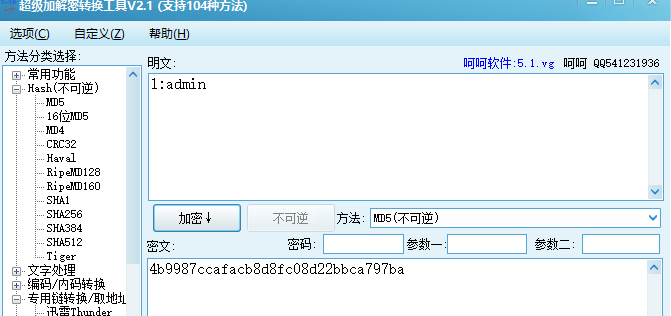 超级加解密转换工具V2.1 (支持104种方法)
选项(C) 自定义(Z) 帮助(H)
方法分类选择:
常用功能
Hash(不可逆)
MD5
16位MD5
MD4
CRC32
Haval
RipeMD128
RipeMD160
SHA1
SHA256
SHA384
SHA512
Tiger
文字处理
编码/内码转换
专用链转换/取地址
迅雷Thunder
明文: 呵呵软件:5.1.vg 呵呵 QQ541231936
1:admin
加密↓ 不可逆 方法: MD5(不可逆)
密文: 密码: 参数一: 参数二:
4b9987ccafacb8d8fc08d22bbca797ba